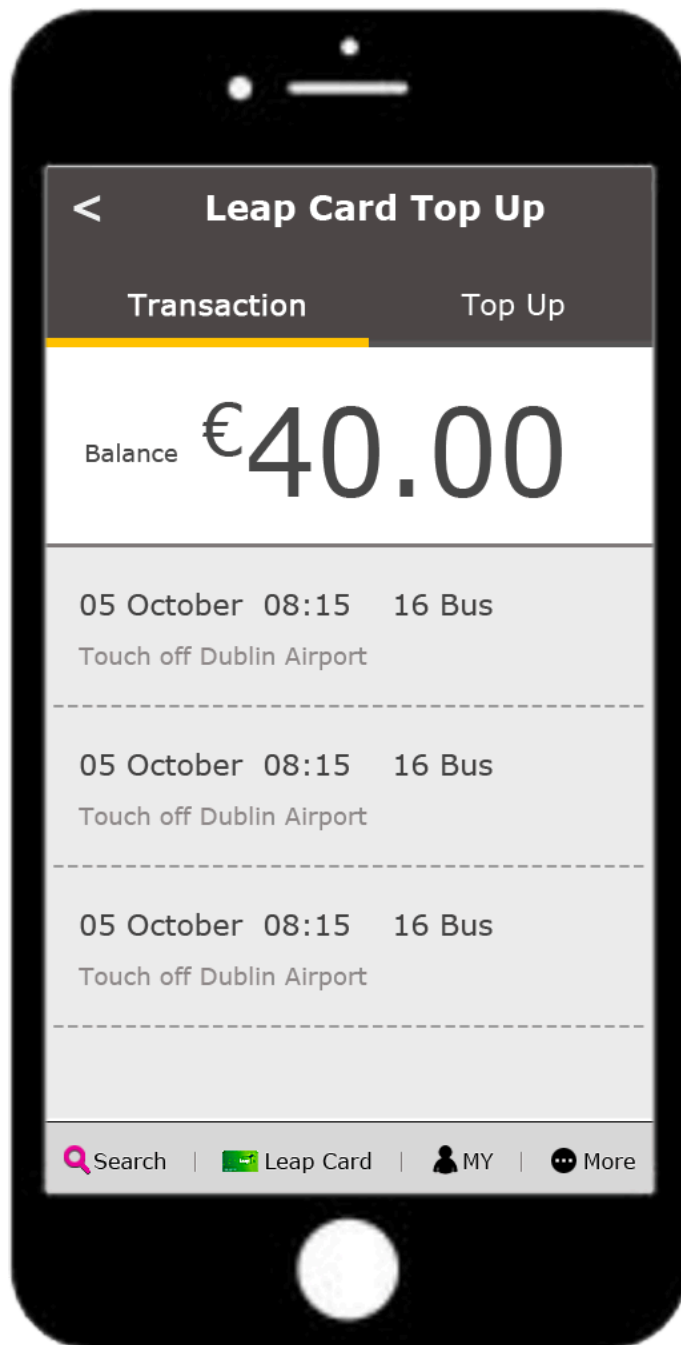 < Leap Card Top Up
Transaction Top Up
Balance €40.00
05 October 08:15 16 Bus
Touch off Dublin Airport
05 October 08:15 16 Bus
Touch off Dublin Airport
05 October 08:15 16 Bus
Touch off Dublin Airport
Search | Leap Card | MY | More